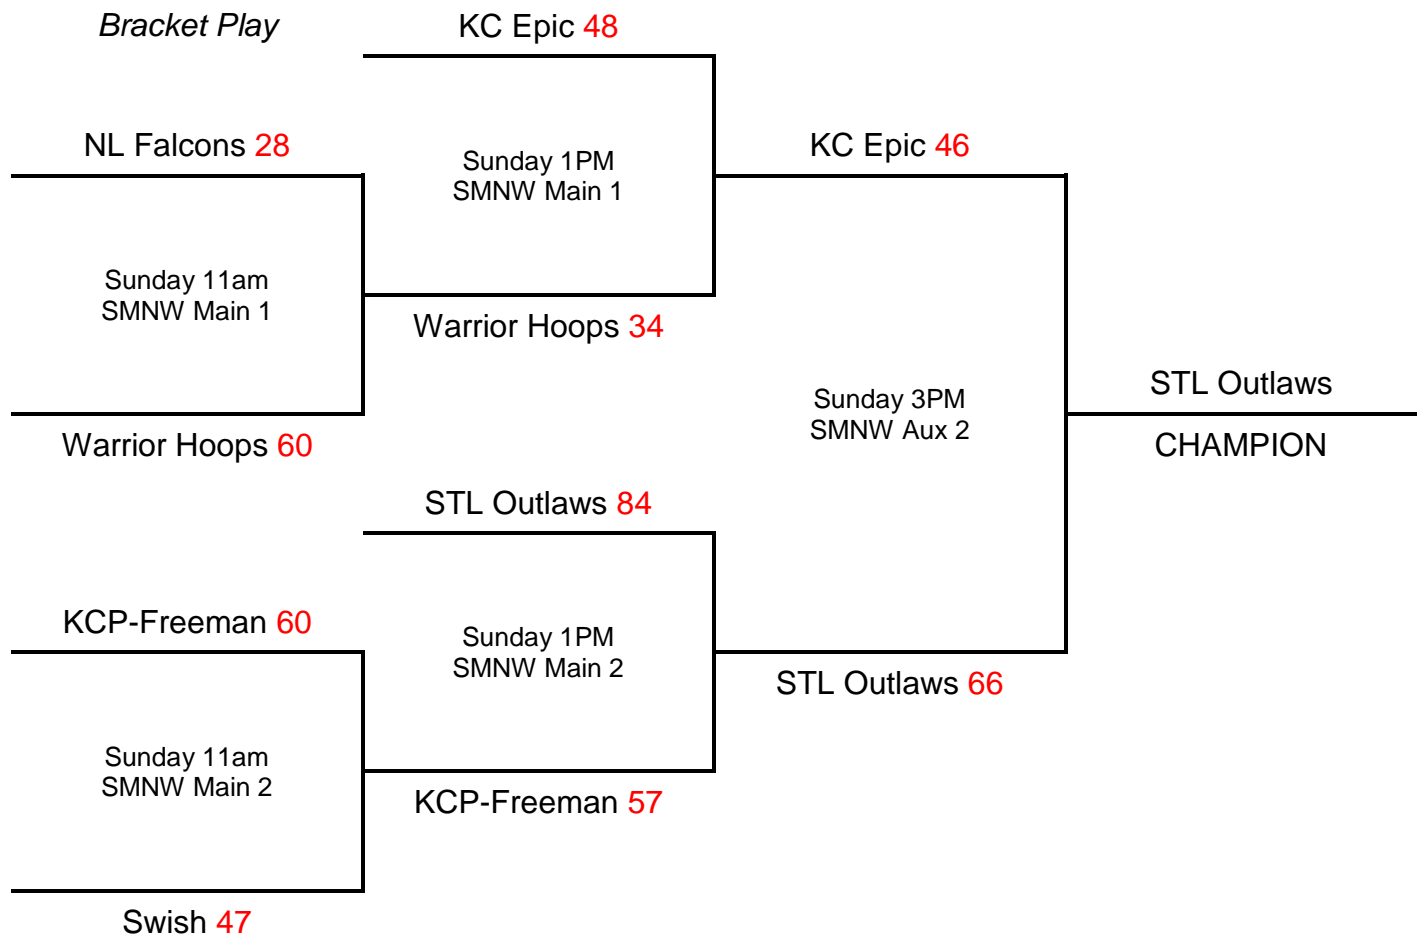 Bracket Play
KC Epic 48
NL Falcons 28
Sunday 1PM
SMNW Main 1
KC Epic 46
Sunday 11am
SMNW Main 1
Warrior Hoops 34
Warrior Hoops 60
Sunday 3PM
SMNW Aux 2
STL Outlaws
CHAMPION
STL Outlaws 84
KCP-Freeman 60
Sunday 1PM
SMNW Main 2
STL Outlaws 66
Sunday 11am
SMNW Main 2
KCP-Freeman 57
Swish 47